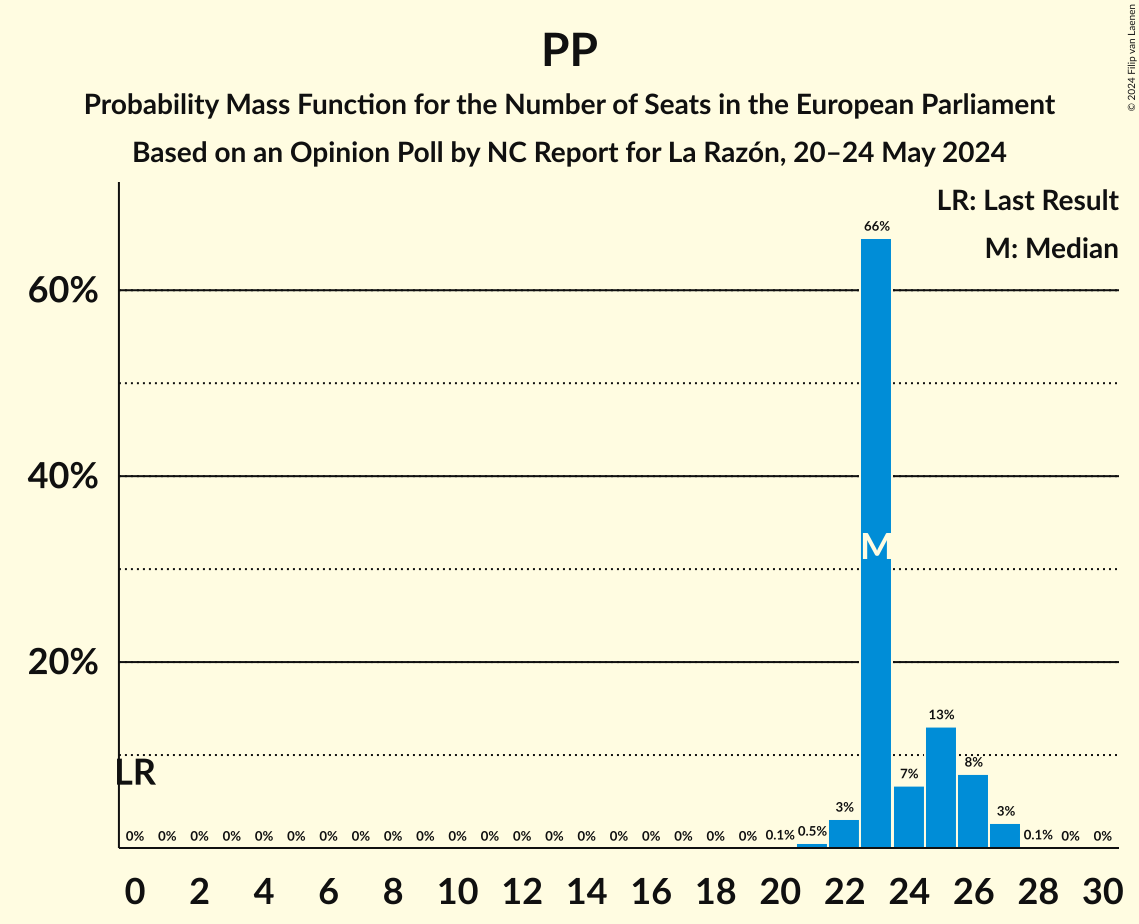 PP
Probability Mass Function for the Number of Seats in the European Parliament
Based on an Opinion Poll by NC Report for La Razón, 20–24 May 2024
© 2024 Filip van Laenen
LR: Last Result
M: Median
60%
40%
20%
66%
M
LR
0% 0% 0% 0% 0% 0% 0% 0% 0% 0% 0% 0% 0% 0% 0% 0% 0% 0% 0% 0% 0.1% 0.5% 3% 7% 13% 8% 3% 0.1% 0% 0%
0 2 4 6 8 10 12 14 16 18 20 22 24 26 28 30